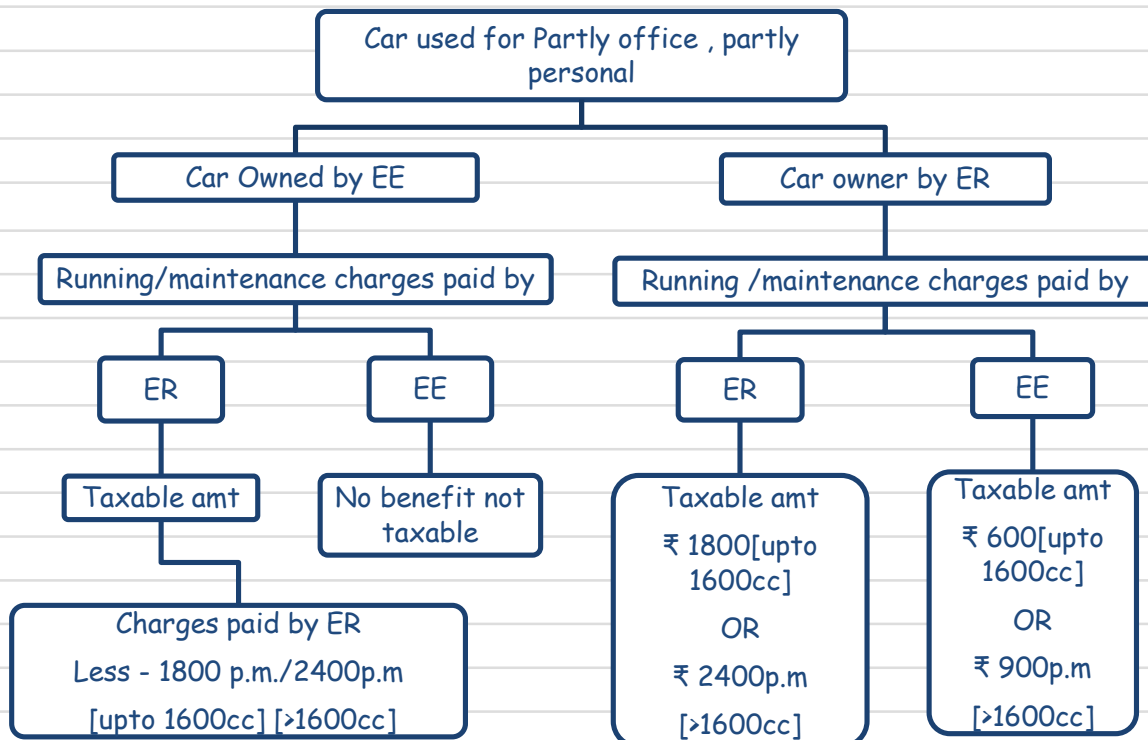 Car used for Partly office , partly
personal
Car Owned by EE
Car owner by ER
Running/maintenance charges paid by
Running /maintenance charges paid by
ER
EE
ER
EE
Taxable amt
No benefit not
taxable
Charges paid by ER
Less - 1800 p.m./2400p.m
[upto 1600cc] [>1600cc]
Taxable amt
₹ 1800[upto
1600cc]
OR
₹ 2400p.m
[>1600cc]
Taxable amt
₹ 600[upto
1600cc]
OR
₹ 900p.m
[>1600cc]